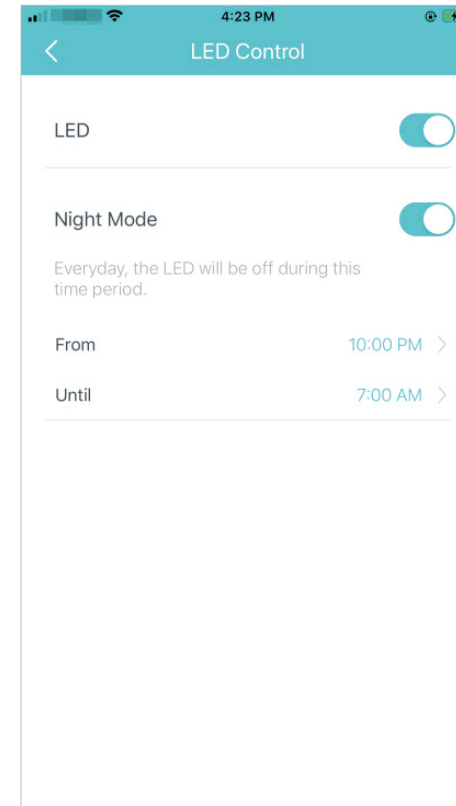 4:23 PM
LED Control
LED
Night Mode
Everyday, the LED will be off during this
time period.
From 10:00 PM
Until 7:00 AM